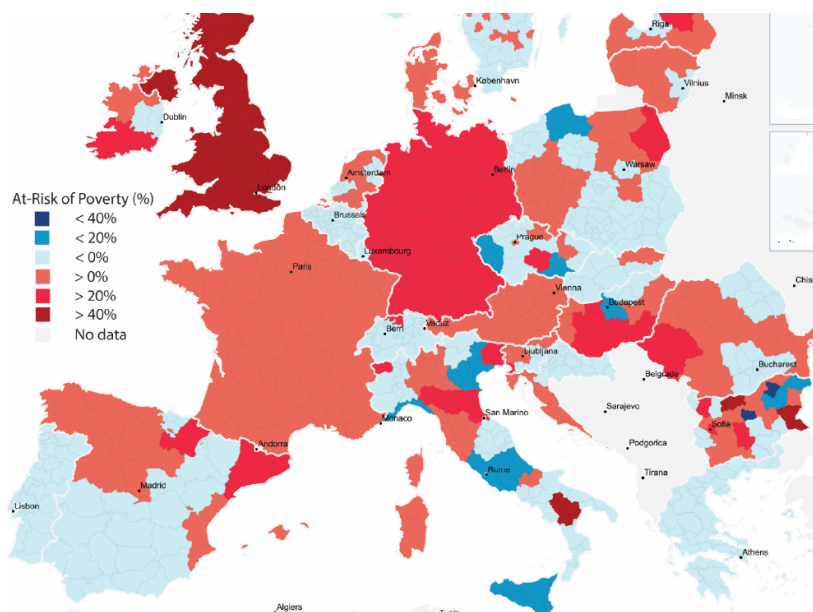 Riga
København
Vilnius
Minsk
Dublin
Amsterdam
Berlin
Warsaw
London
At-Risk of Poverty (%)
< 40%
< 20%
< 0%
> 0%
> 20%
> 40%
No data
Brussels
Prague
Luxembourg
Paris
Vienna
Chisi
Budapest
Bern
Vaduz
Ljubljana
Bucharest
Belgrade
San Marino
Monaco
Sarajevo
Sofia
Andorra
Podgorica
Madrid
Rome
Tirana
Lisbon
Athens
Algiers
Tunis